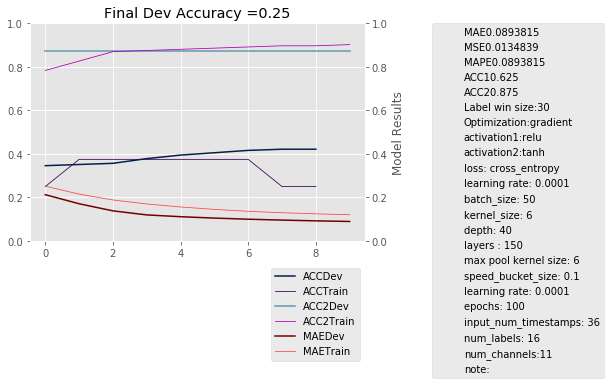 Final Dev Accuracy =0.25
1.0
0.8
0.6
0.4
0.2
0.0
0 2 4 6 8
1.0
0.8
0.6
0.4
0.2
0.0
Model Results
ACCDev
ACCTrain
ACC2Dev
ACC2Train
MAEDev
MAETrain
MAE0.0893815
MSE0.0134839
MAPE0.0893815
ACC10.625
ACC20.875
Label win size:30
Optimization:gradient
activation1:relu
activation2:tanh
loss: cross_entropy
learning rate: 0.0001
batch_size: 50
kernel_size: 6
depth: 40
layers : 150
max pool kernel size: 6
speed_bucket_size: 0.1
learning rate: 0.0001
epochs: 100
input_num_timestamps: 36
num_labels: 16
num_channels:11
note: